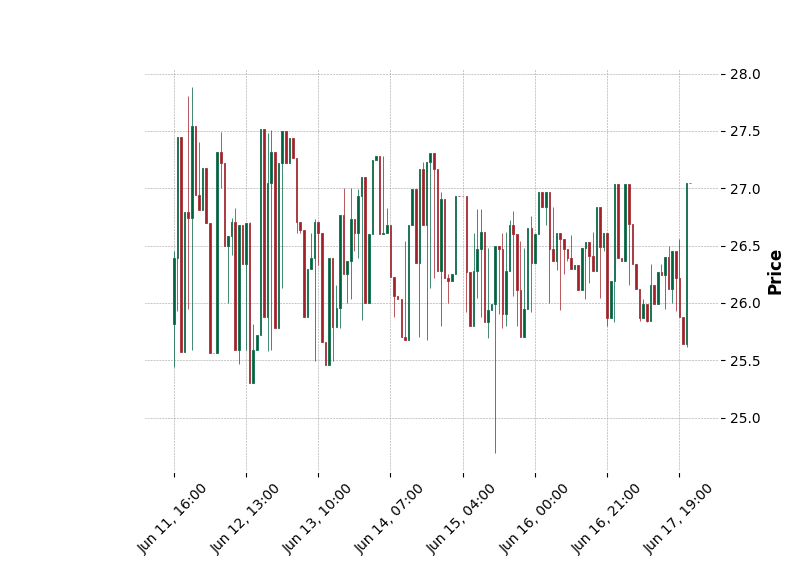 28.0
27.5
27.0
26.5
26.0
25.5
25.0
Price
Jun 11, 16:00
Jun 12, 13:00
Jun 13, 10:00
Jun 14, 07:00
Jun 15, 04:00
Jun 16, 00:00
Jun 16, 21:00
Jun 17, 19:00